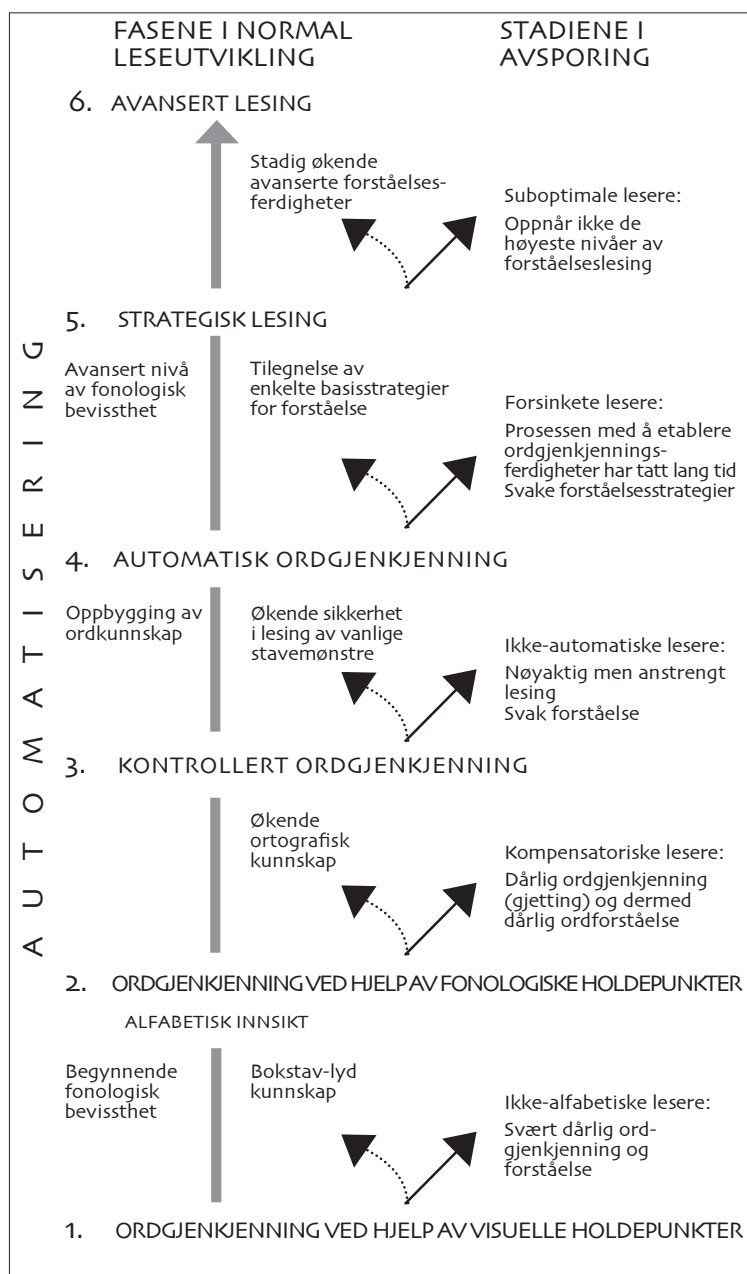 FASENE I NORMAL
LESEUTVIKLING
STADIENE I
AVSPORING
6. AVANSERT LESING
Stadig økende
avanserte forståelses-
ferdigheter
Suboptimale lesere:
Oppnår ikke de
høyeste nivåer av
forståelseslesing
5. STRATEGISK LESING
Avansert nivå
av fonologisk
bevissthet
Tilegnelse av
enkelte basisstrategier
for forståelse
Forsinkete lesere:
Prosessen med å etablere
ordgjenkjennings-
ferdigheter har tatt lang tid
Svake forståelsesstrategier
4. AUTOMATISK ORDGJENKJENNING
Oppbygging av
ordkunnskap
Økende sikkerhet
i lesing av vanlige
stavemønstre
Ikke-automatiske lesere:
Nøyaktig men anstrengt
lesing
Svak forståelse
3. KONTROLLERT ORDGJENKJENNING
Økende
ortografisk
kunnskap
Kompensatoriske lesere:
Dårlig ordgjenkjenning
(gjetting) og dermed
dårlig ordforståelse
2. ORDGJENKJENNING VED HJELP AV FONOLOGISKE HOLDEPUNKTER
ALFABETISK INNSIKT
Begynnende
fonologisk
bevissthet
Bokstav-lyd
kunnskap
Ikke-alfabetiske lesere:
Svært dårlig ord-
gjenkjenning og
forståelse
1. ORDGJENKJENNING VED HJELP AV VISUELLE HOLDEPUNKTER
AUTOMATISERING